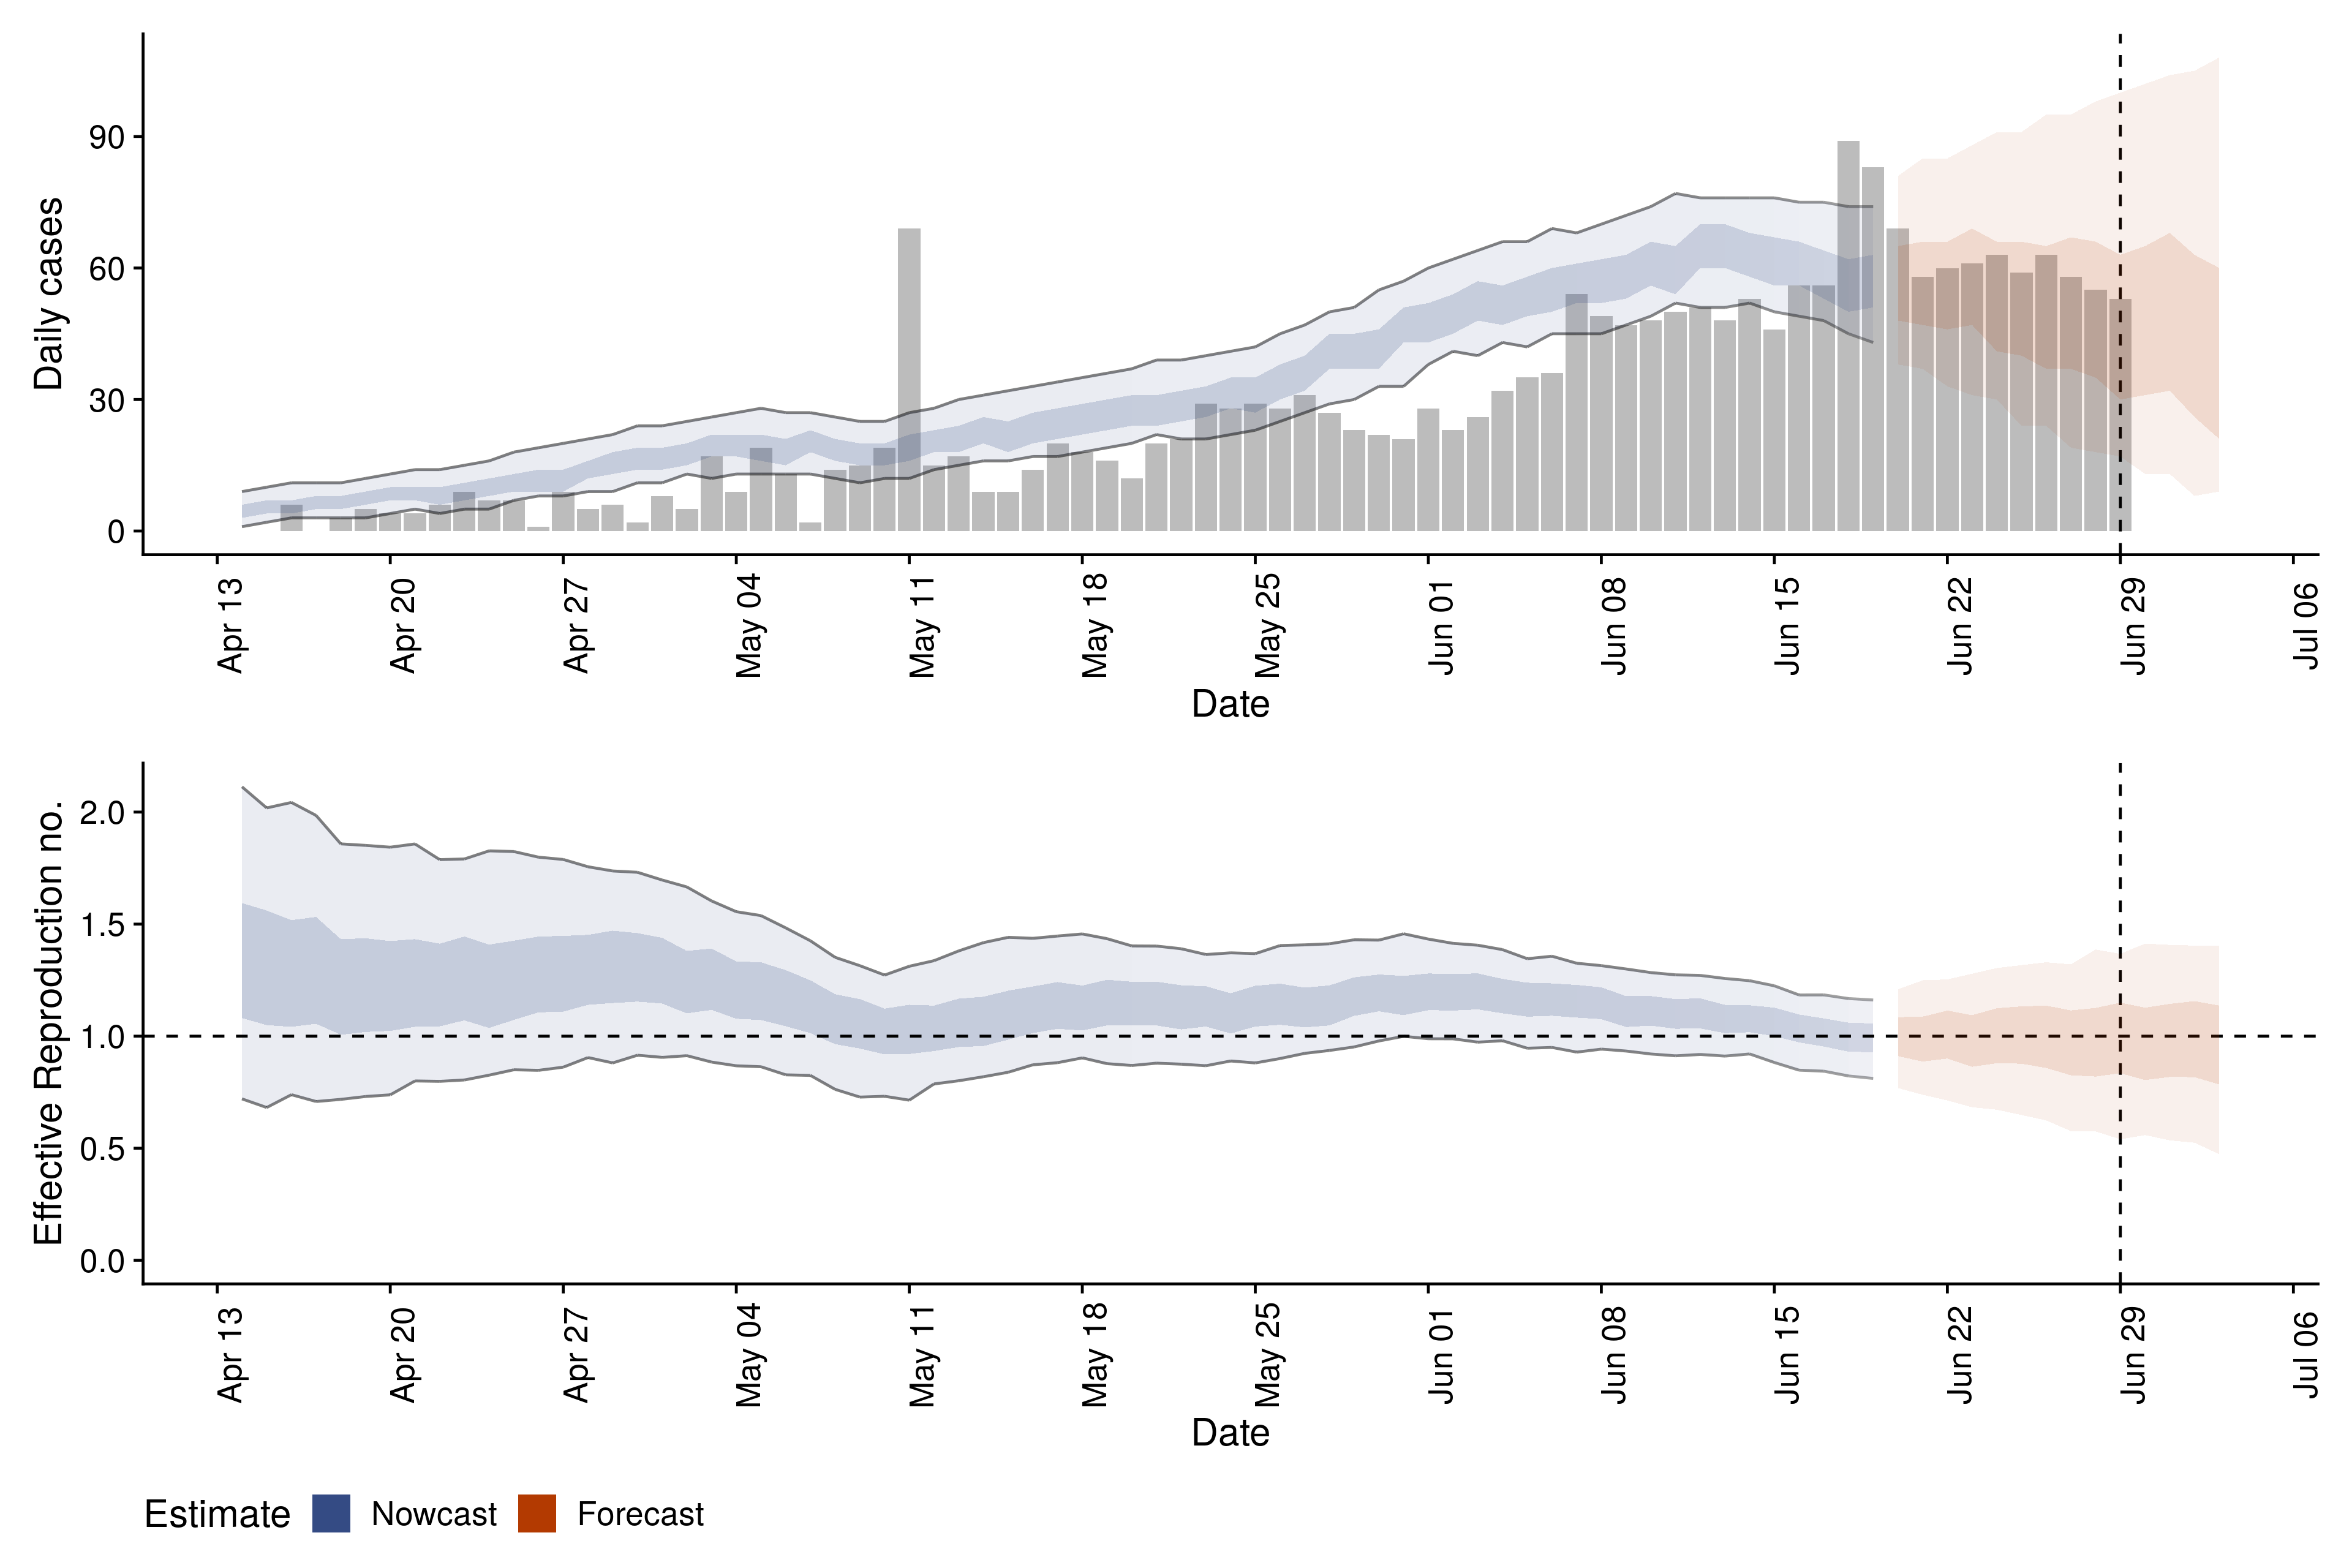 Daily cases
90
60
30
0
Apr 13
Apr 20
Apr 27
May 04
May 11
May 18
May 25
Jun 01
Jun 08
Jun 15
Jun 22
Jun 29
Jul 06
Date
Effective Reproduction no.
2.0
1.5
1.0
0.5
0.0
Apr 13
Apr 20
Apr 27
May 04
May 11
May 18
May 25
Jun 01
Jun 08
Jun 15
Jun 22
Jun 29
Jul 06
Date
Estimate Nowcast Forecast